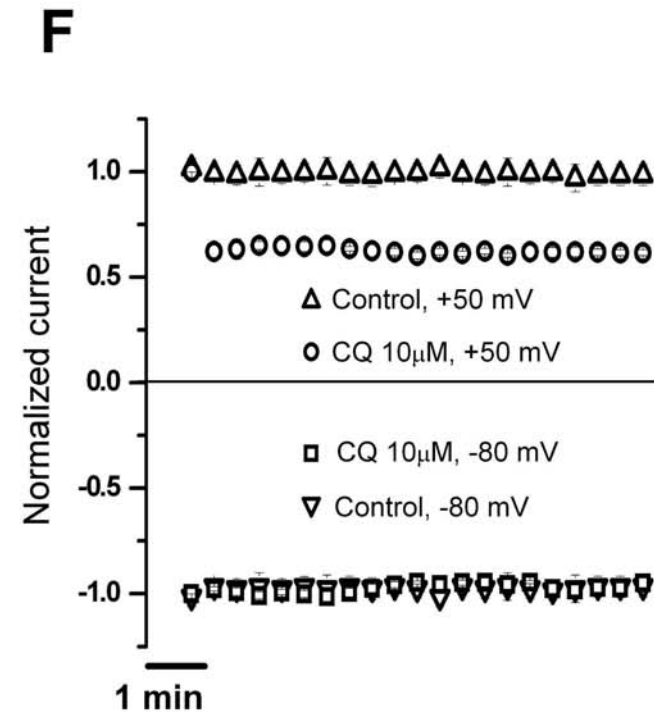 F
Normalized current
1.0
0.5
0.0
-0.5
-1.0
Control, +50 mV
CQ 10μM, +50 mV
CQ 10μM, -80 mV
Control, -80 mV
1 min